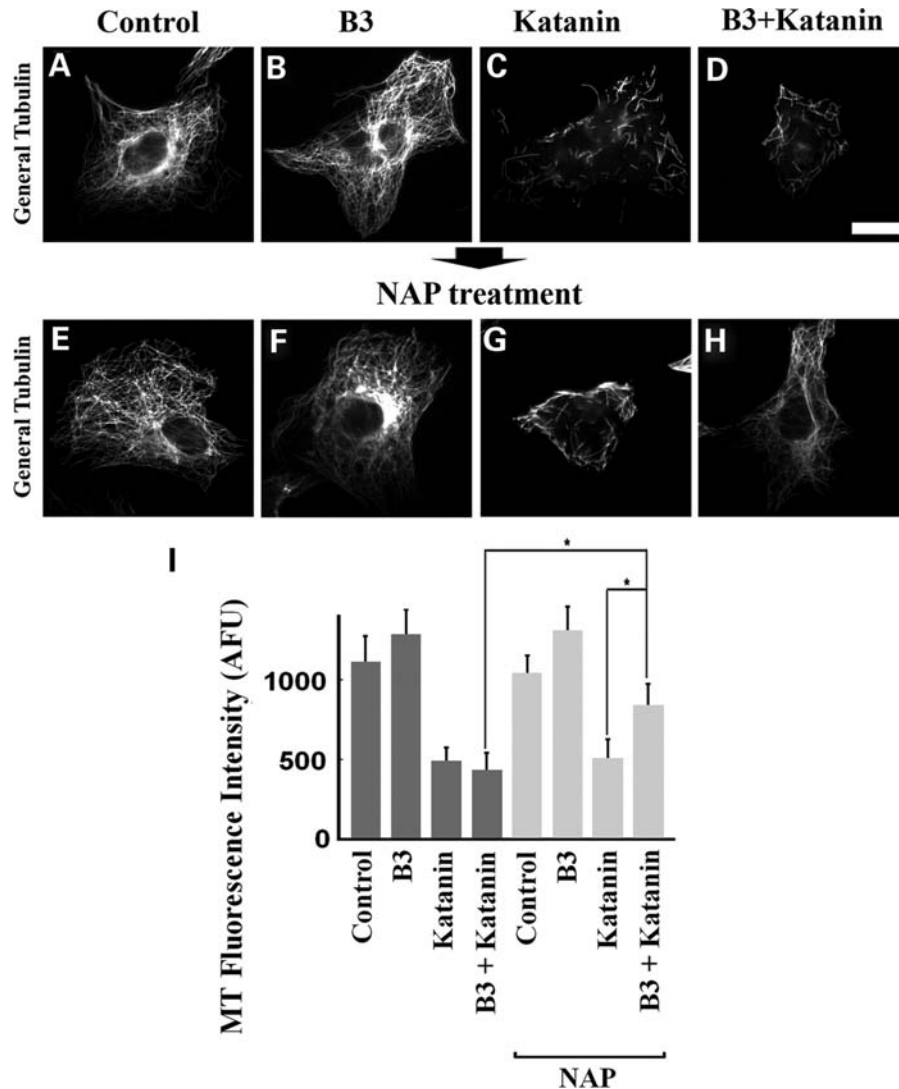 Control B3 Katanin B3+Katanin
General Tubulin
A B C D
NAP treatment
General Tubulin
E F G H
I
MT Fluorescence Intensity (AFU)
1000
500
0
* *
Control B3 Katanin B3 + Katanin Control B3 Katanin B3 + Katanin
NAP